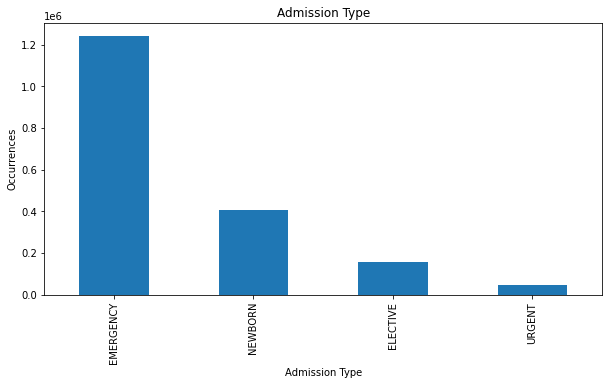 Admission Type
1e6
1.2
1.0
0.8
0.6
0.4
0.2
0.0
Occurrences
EMERGENCY
NEWBORN
ELECTIVE
URGENT
Admission Type